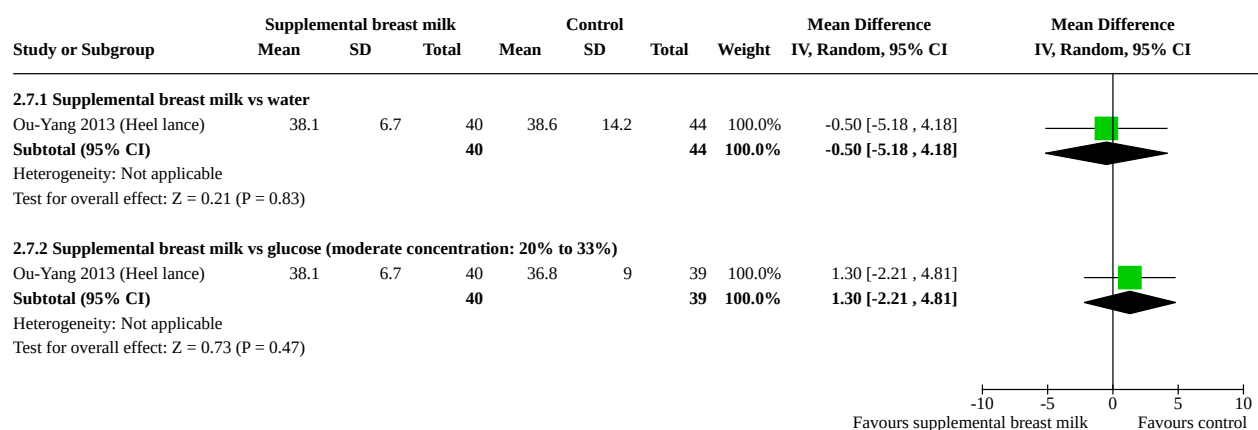 Supplemental breast milk Control Mean Difference Mean Difference
Study or Subgroup Mean SD Total Mean SD Total Weight IV, Random, 95% CI IV, Random, 95% CI
2.7.1 Supplemental breast milk vs water
Ou-Yang 2013 (Heel lance) 38.1 6.7 40 38.6 14.2 44 100.0% -0.50 [-5.18 , 4.18]
Subtotal (95% CI) 40 44 100.0% -0.50 [-5.18 , 4.18]
Heterogeneity: Not applicable
Test for overall effect: Z = 0.21 (P = 0.83)
2.7.2 Supplemental breast milk vs glucose (moderate concentration: 20% to 33%)
Ou-Yang 2013 (Heel lance) 38.1 6.7 40 36.8 9 39 100.0% 1.30 [-2.21 , 4.81]
Subtotal (95% CI) 40 39 100.0% 1.30 [-2.21 , 4.81]
Heterogeneity: Not applicable
Test for overall effect: Z = 0.73 (P = 0.47)
-10 -5 0 5 10
Favours supplemental breast milk Favours control